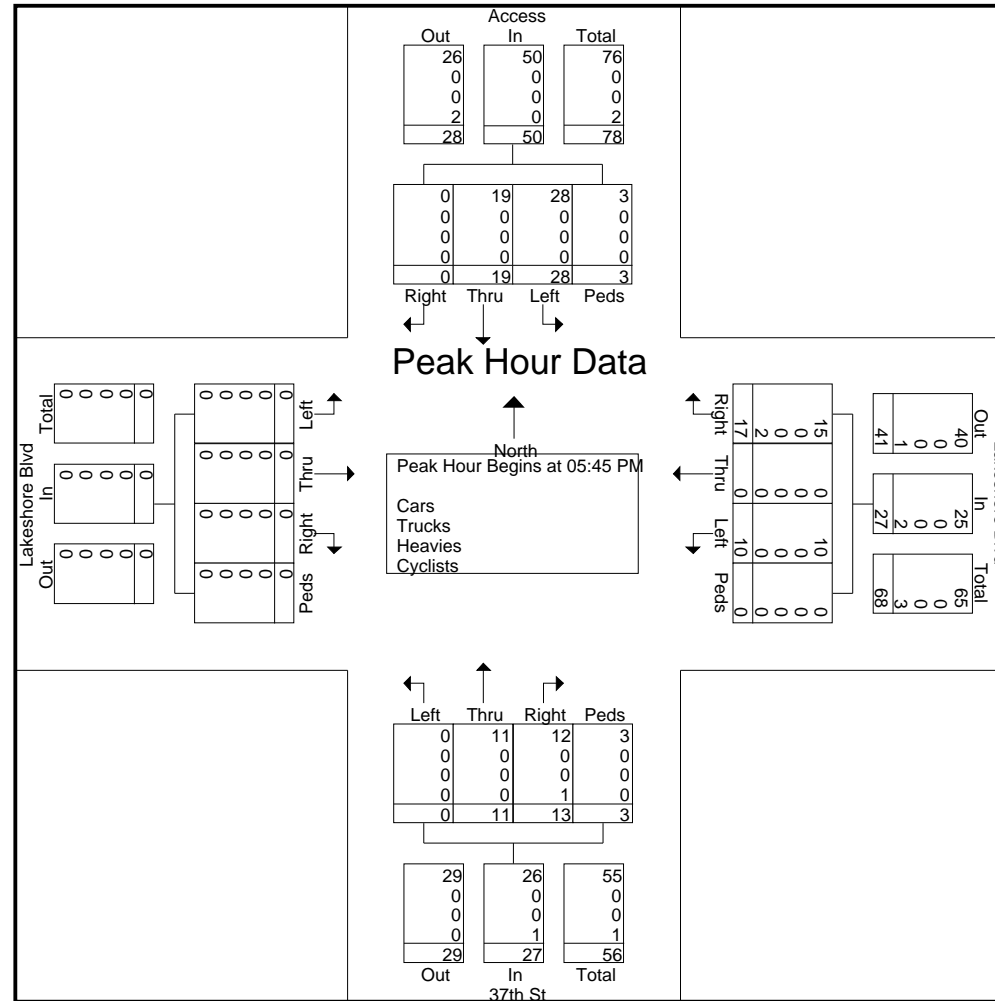 Access
Out In Total
26 50 76
0 0 0
0 0 0
2 0 2
28 50 78
0 19 28 3
0 0 0 0
0 0 0 0
0 0 0 0
0 19 28 3
Right Thru Left Peds
Peak Hour Data
North
Peak Hour Begins at 05:45 PM
Cars
Trucks
Heavies
Cyclists
Lakeshore Blvd
Total
0 0 0 0 0
In
0 0 0 0 0
Out
0 0 0 0 0
Left
0 0 0 0 0
Thru
0 0 0 0 0
Right
0 0 0 0 0
Peds
0 0 0 0 0
Right
15 0 0 2 17
Thru
0 0 0 0 0
Left
10 0 0 0 10
Peds
0 0 0 0 0
Out
40 0 0 1 41
In
25 0 0 2 27
Total
65 0 0 3 68
Left Thru Right Peds
0 11 12 3
0 0 0 0
0 0 0 0
0 0 1 0
0 11 13 3
29 26 55
0 0 0
0 0 0
0 1 1
29 27 56
Out In Total
37th St